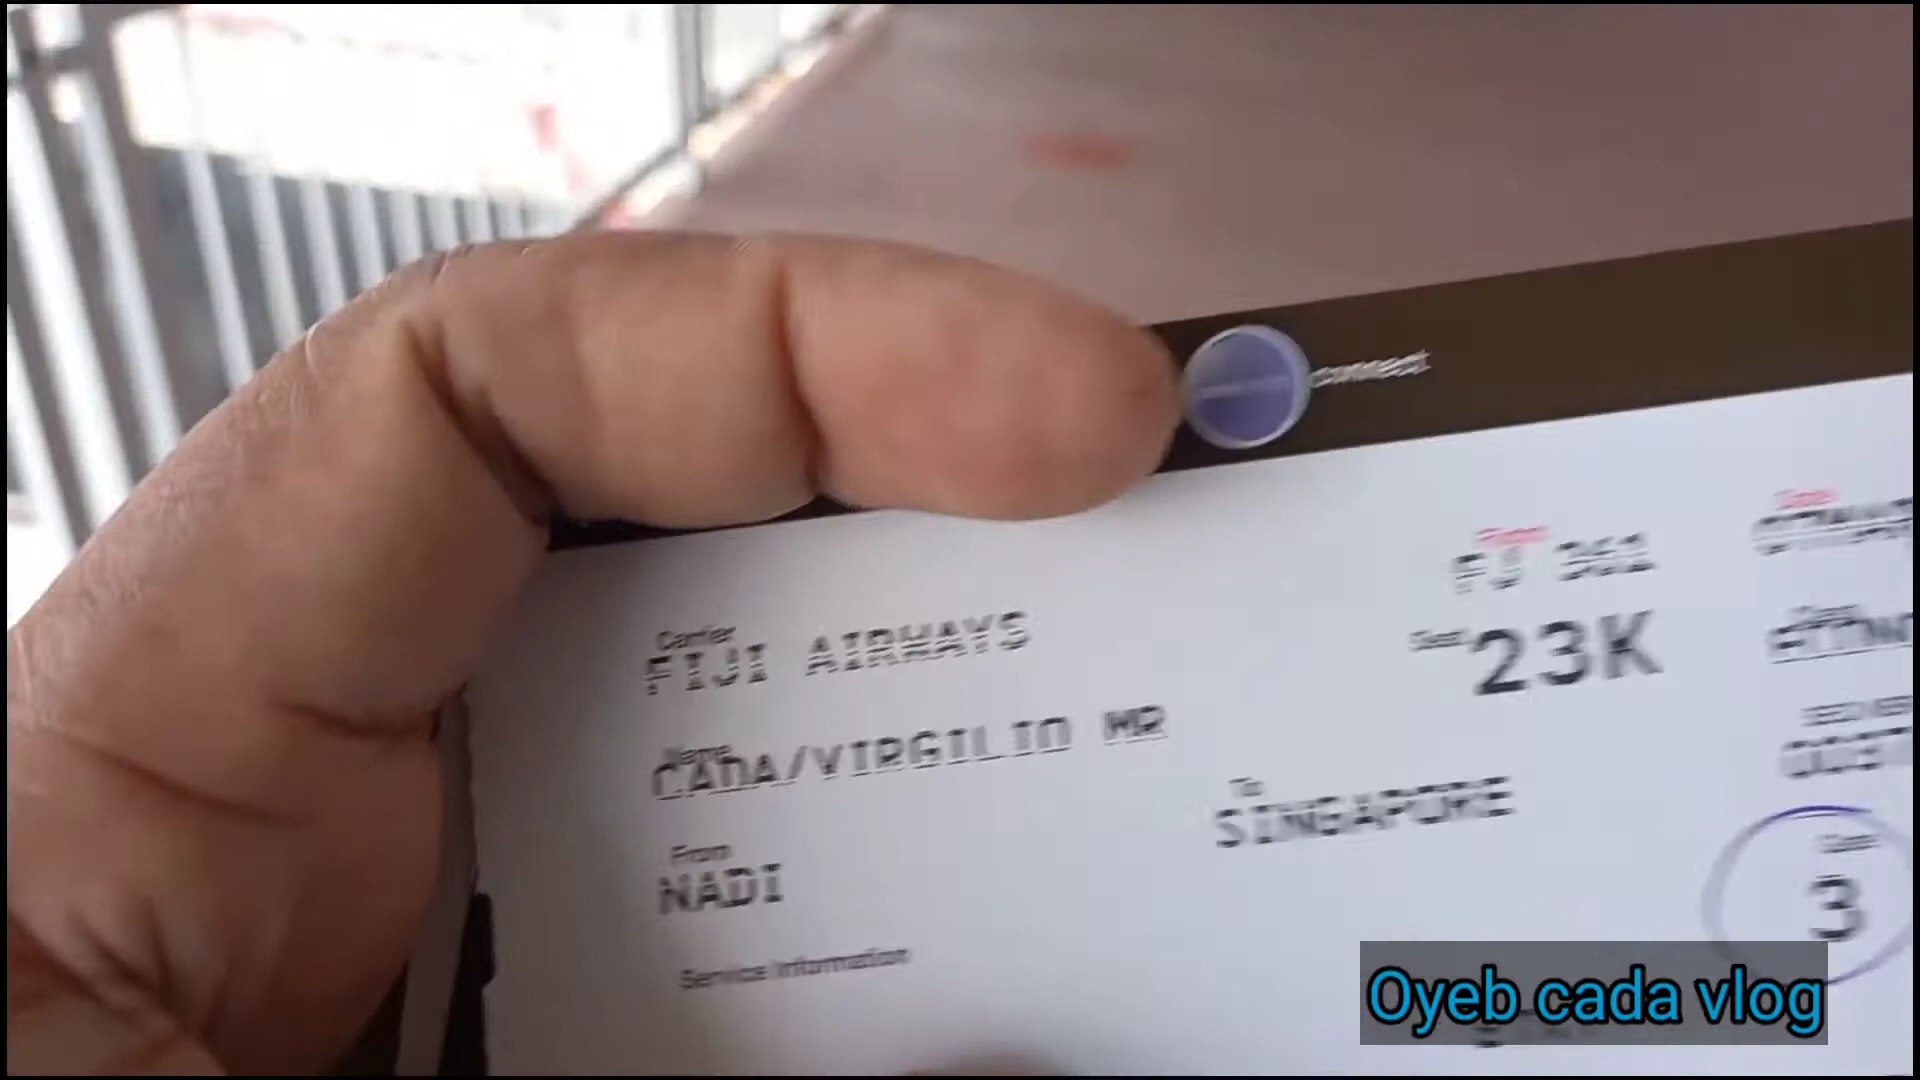 connect
Flight
FJ 361
Carrier
FIJI AIRWAYS
Seat 23K
Name
CADA/VIRGILIO MR
To
SINGAPORE
From
NADI
Gate
3
Service Information
Oyeb cada vlog